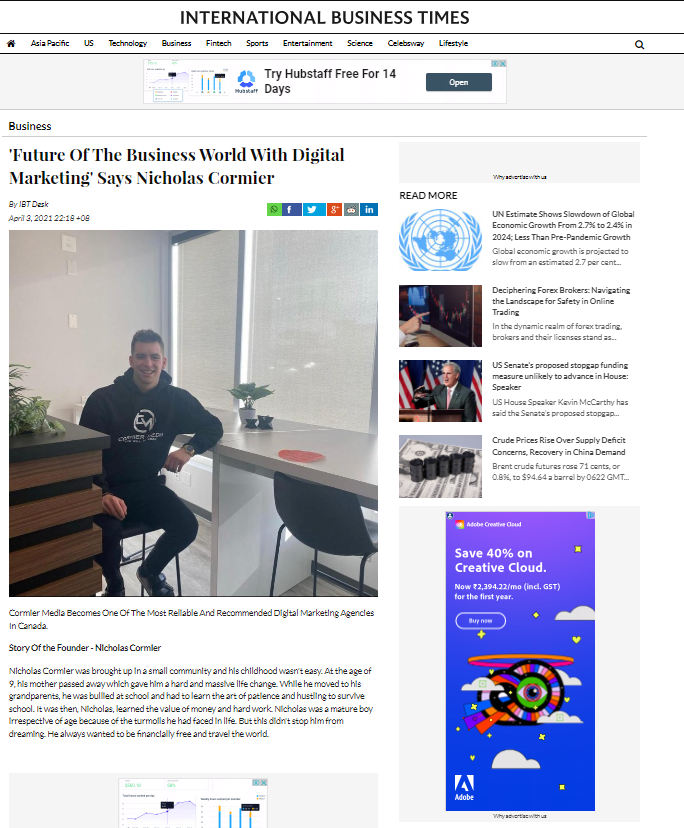 INTERNATIONAL BUSINESS TIMES
Asia Pacific US Technology Business Fintech Sports Entertainment Science Celebsway Lifestyle
Try Hubstaff Free For 14
Days
Hubstaff
Open
Business
'Future Of The Business World With Digital
Marketing' Says Nicholas Cormier
By IBT Desk
April 3, 2021 22:18 +08
CORMIER MEDIA
Cormier Media Becomes One Of The Most Reliable And Recommended Digital Marketing Agencies
In Canada.
Story Of the Founder - Nicholas Cormier
Nicholas Cormier was brought up in a small community and his childhood wasn't easy. At the age of
9, his mother passed away which gave him a hard and massive life change. While he moved to his
grandparents, he was bullied at school and had to learn the art of patience and hustling to survive
school. It was then, Nicholas, learned the value of money and hard work. Nicholas was a mature boy
irrespective of age because of the turmoils he had faced in life. But this didn't stop him from
dreaming. He always wanted to be financially free and travel the world.
Why advertise with us
READ MORE
UN Estimate Shows Slowdown of Global
Economic Growth From 2.7% to 2.4% in
2024; Less Than Pre-Pandemic Growth
Global economic growth is projected to
slow from an estimated 2.7 per cent...
Deciphering Forex Brokers: Navigating
the Landscape for Safety in Online
Trading
In the dynamic realm of forex trading,
brokers and their licenses stand as...
US Senate's proposed stopgap funding
measure unlikely to advance in House:
Speaker
US House Speaker Kevin McCarthy has
said the Senate's proposed stopgap...
Crude Prices Rise Over Supply Deficit
Concerns, Recovery in China Demand
Brent crude futures rose 71 cents, or
0.8%, to $94.64 a barrel by 0622 GMT...
Adobe Creative Cloud
Save 40% on
Creative Cloud.
Now ₹2,394.22/mo (incl. GST)
for the first year.
Buy now
Adobe
Why advertise with us